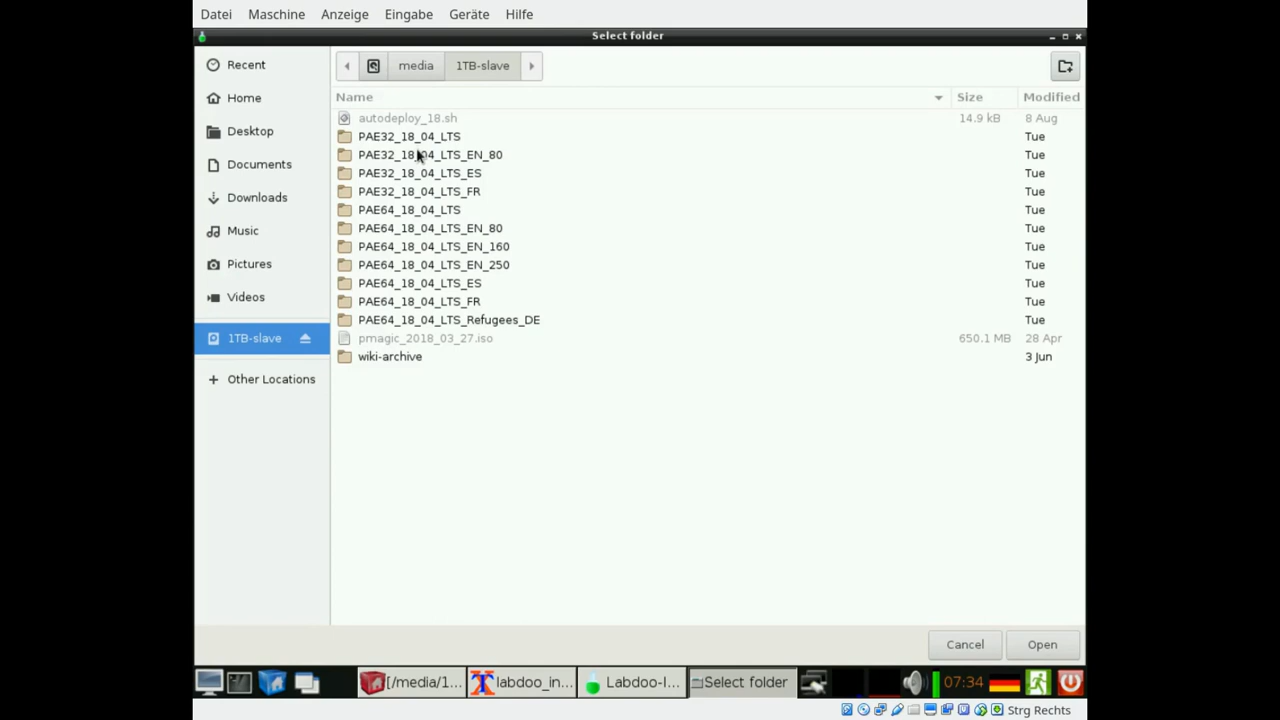 Datei Maschine Anzeige Eingabe Geräte Hilfe
Select folder
media 1TB-slave
Recent
Home
Desktop
Documents
Downloads
Music
Pictures
Videos
1TB-slave
Other Locations
Name Size Modified
autodeploy_18.sh 14.9 kB 8 Aug
PAE32_18_04_LTS Tue
PAE32_18_04_LTS_EN_80 Tue
PAE32_18_04_LTS_ES Tue
PAE32_18_04_LTS_FR Tue
PAE64_18_04_LTS Tue
PAE64_18_04_LTS_EN_80 Tue
PAE64_18_04_LTS_EN_160 Tue
PAE64_18_04_LTS_EN_250 Tue
PAE64_18_04_LTS_ES Tue
PAE64_18_04_LTS_FR Tue
PAE64_18_04_LTS_Refugees_DE Tue
pmagic_2018_03_27.iso 650.1 MB 28 Apr
wiki-archive 3 Jun
Cancel Open
[/media/1... labdoo_in... Labdoo-I... Select folder 07:34
Strg Rechts